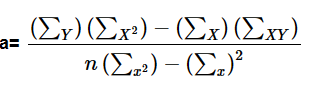 a= (∑Y) (∑X²) − (∑X) (∑XY)
n (∑x²) − (∑x)²